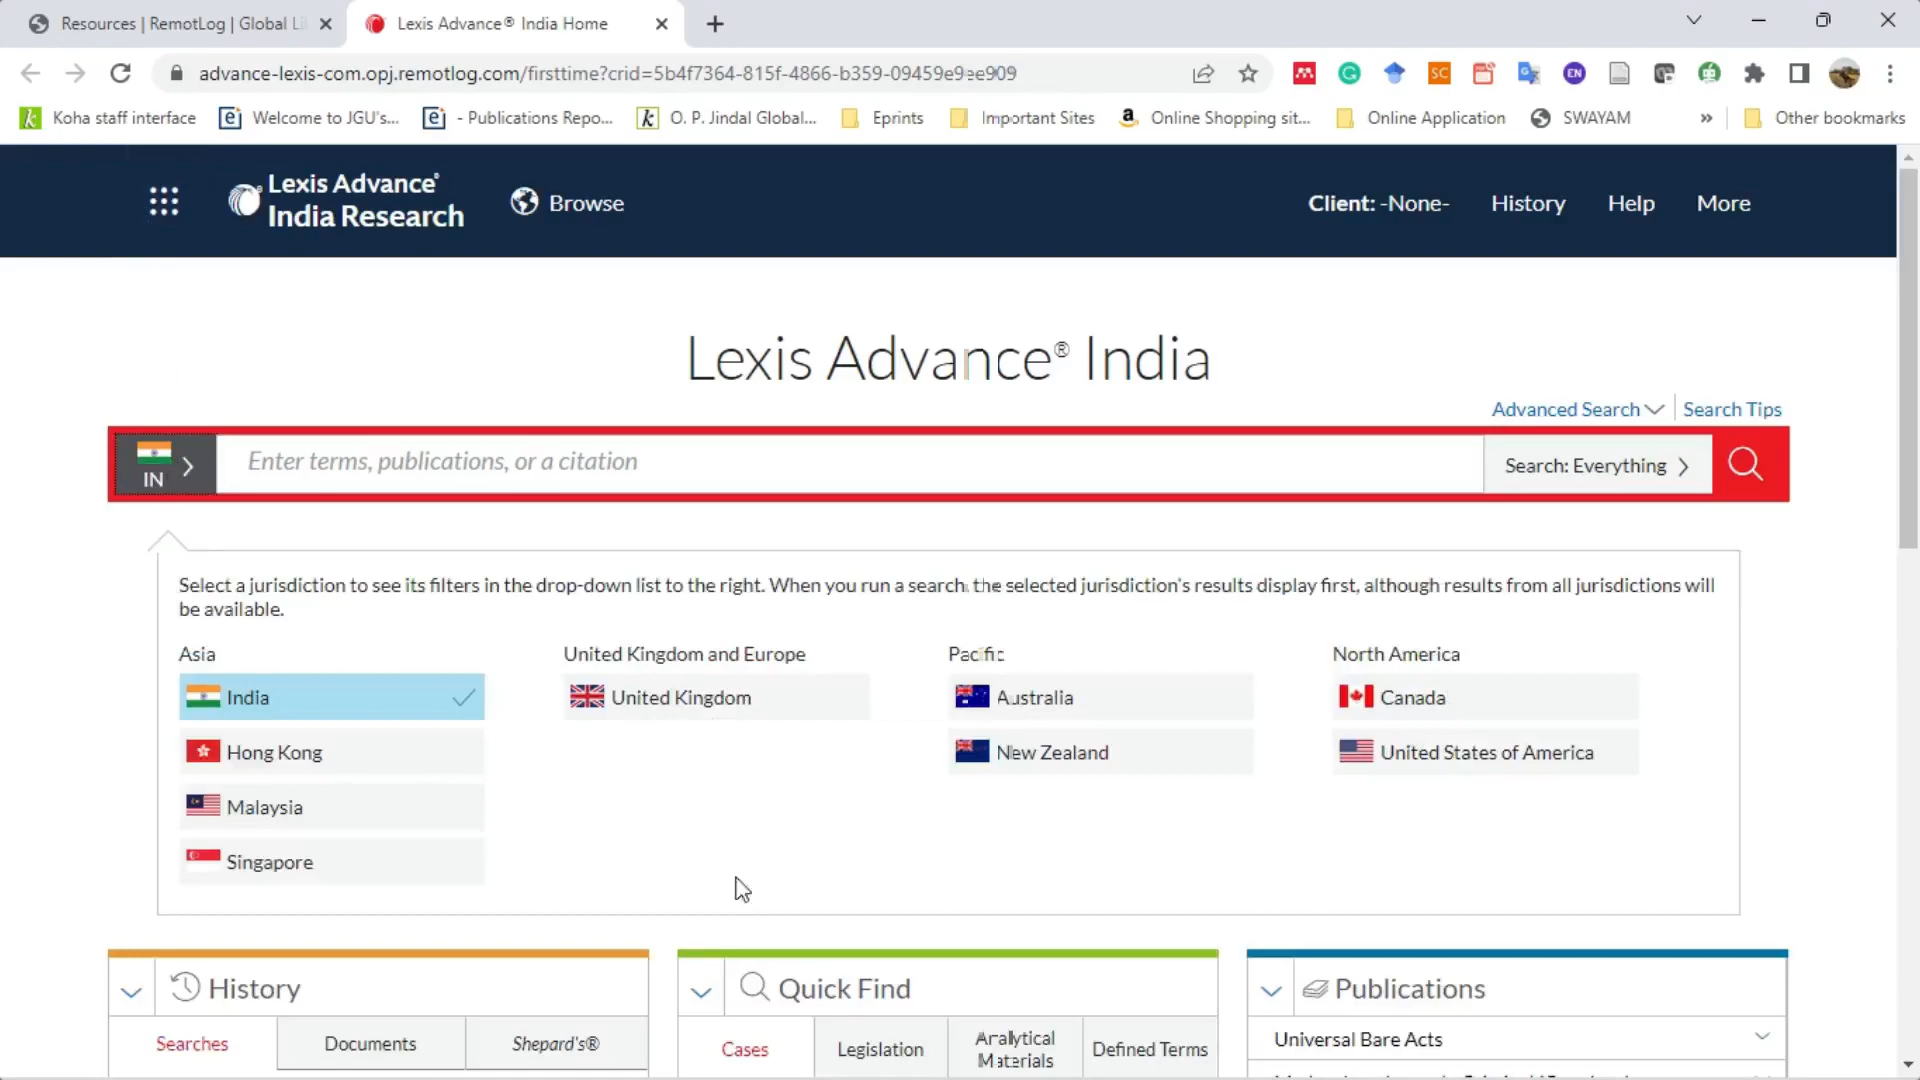 Resources | RemotLog | Global Li
Lexis Advance® India Home
advance-lexis-com.opj.remotlog.com/firsttime?crid=5b4f7364-815f-4866-b359-09459e9ee909
Koha staff interface
Welcome to JGU's...
- Publications Repo...
O. P. Jindal Global...
Eprints
Important Sites
Online Shopping sit...
Online Application
SWAYAM
»
Other bookmarks
Lexis Advance®
India Research
Browse
Client: -None-
History
Help
More
Lexis Advance® India
Advanced Search
Search Tips
IN
Enter terms, publications, or a citation
Search: Everything
Select a jurisdiction to see its filters in the drop-down list to the right. When you run a search, the selected jurisdiction's results display first, although results from all jurisdictions will
be available.
Asia
United Kingdom and Europe
Pacific
North America
India
United Kingdom
Australia
Canada
Hong Kong
New Zealand
United States of America
Malaysia
Singapore
History
Quick Find
Publications
Searches
Documents
Shepard's®
Cases
Legislation
Analytical
Materials
Defined Terms
Universal Bare Acts